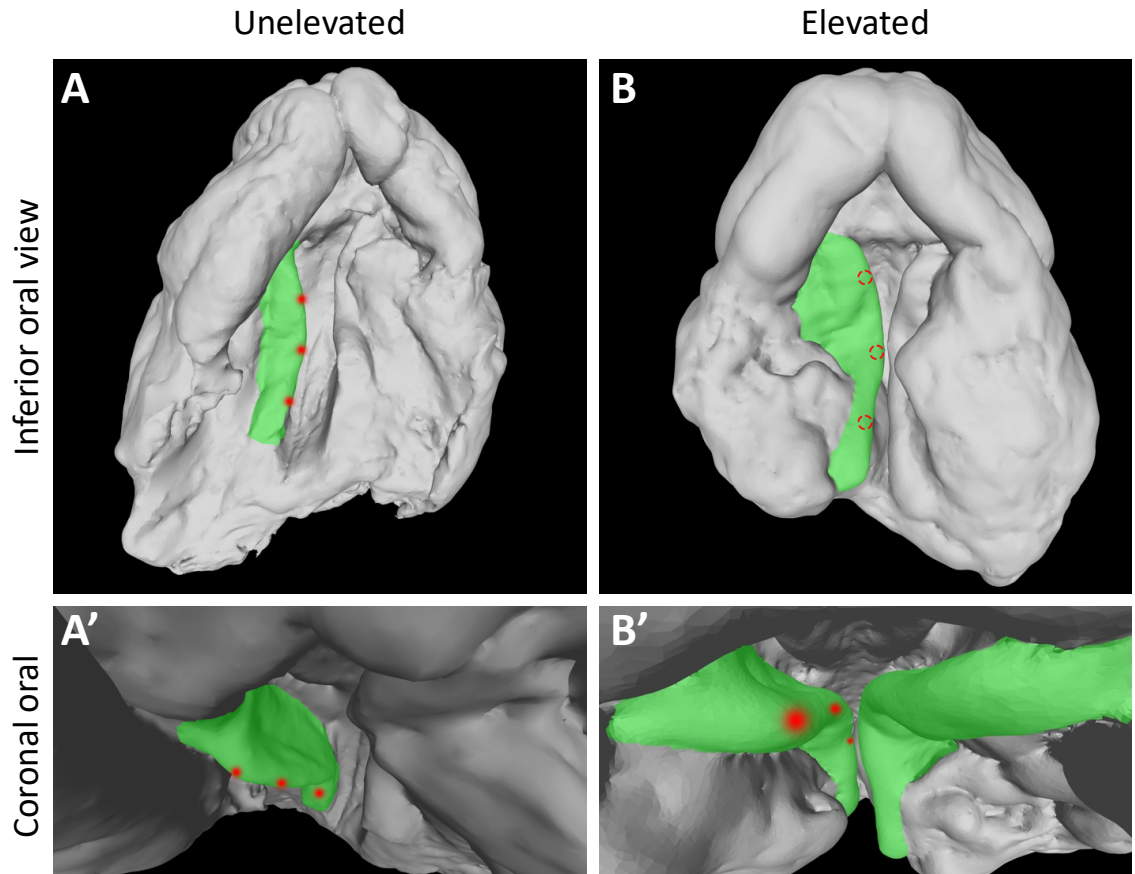 Unelevated
Elevated
Inferior oral view
A
B
Coronal oral
A’
B’